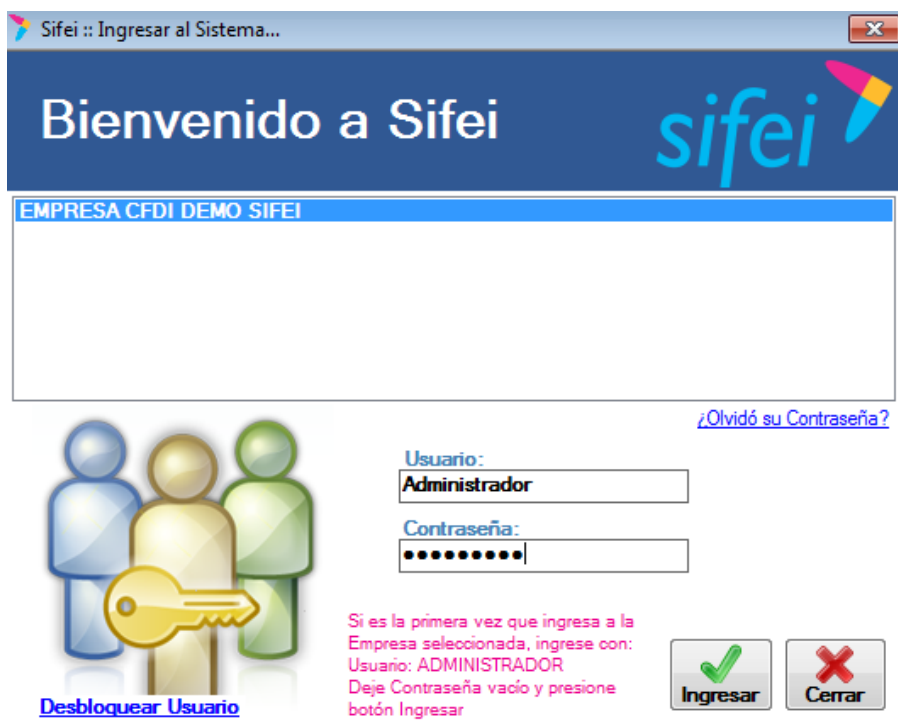 Sifei :: Ingresar al Sistema...
Bienvenido a Sifei
sifei
EMPRESA CFDI DEMO SIFEI
¿Olvidó su Contraseña?
Usuario:
Administrador
Contraseña:
●●●●●●●●●
Si es la primera vez que ingresa a la
Empresa seleccionada, ingrese con:
Usuario: ADMINISTRADOR
Deje Contraseña vacío y presione
botón Ingresar
Desbloquear Usuario
Ingresar
Cerrar